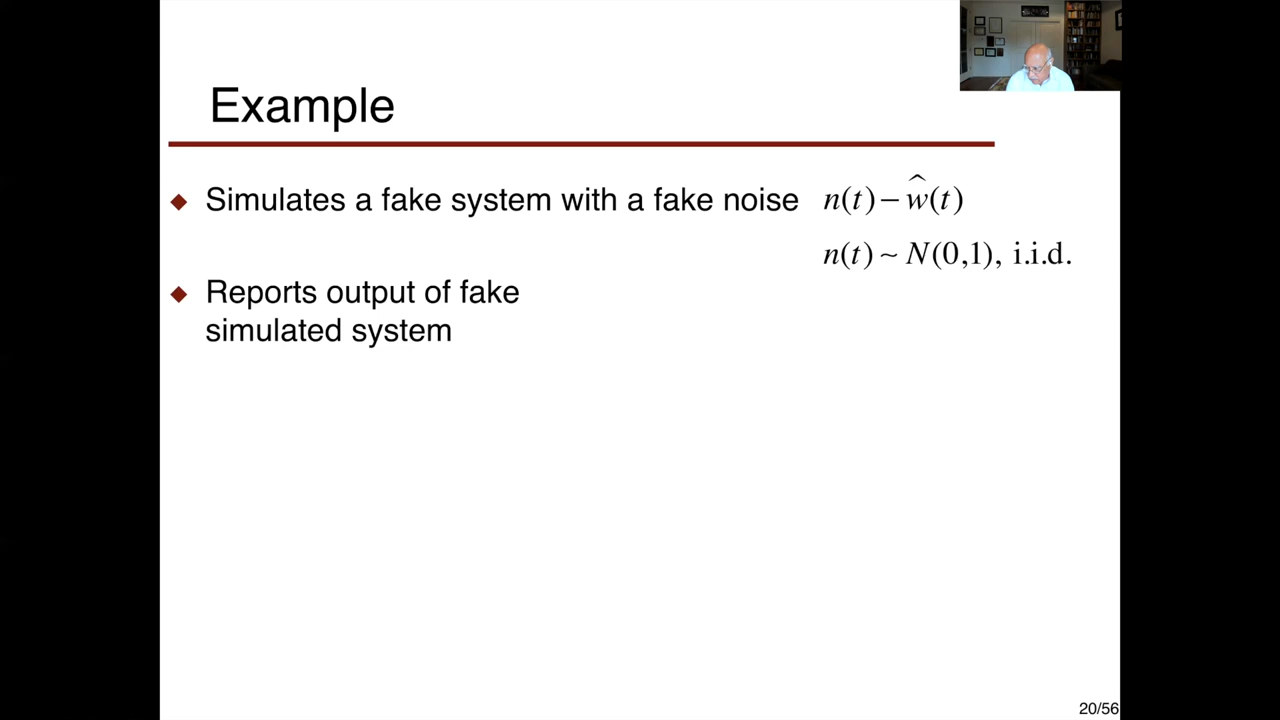 Example
Simulates a fake system with a fake noise n(t) − ŵ(t)
n(t) ~ N(0,1), i.i.d.
Reports output of fake
simulated system
20/56